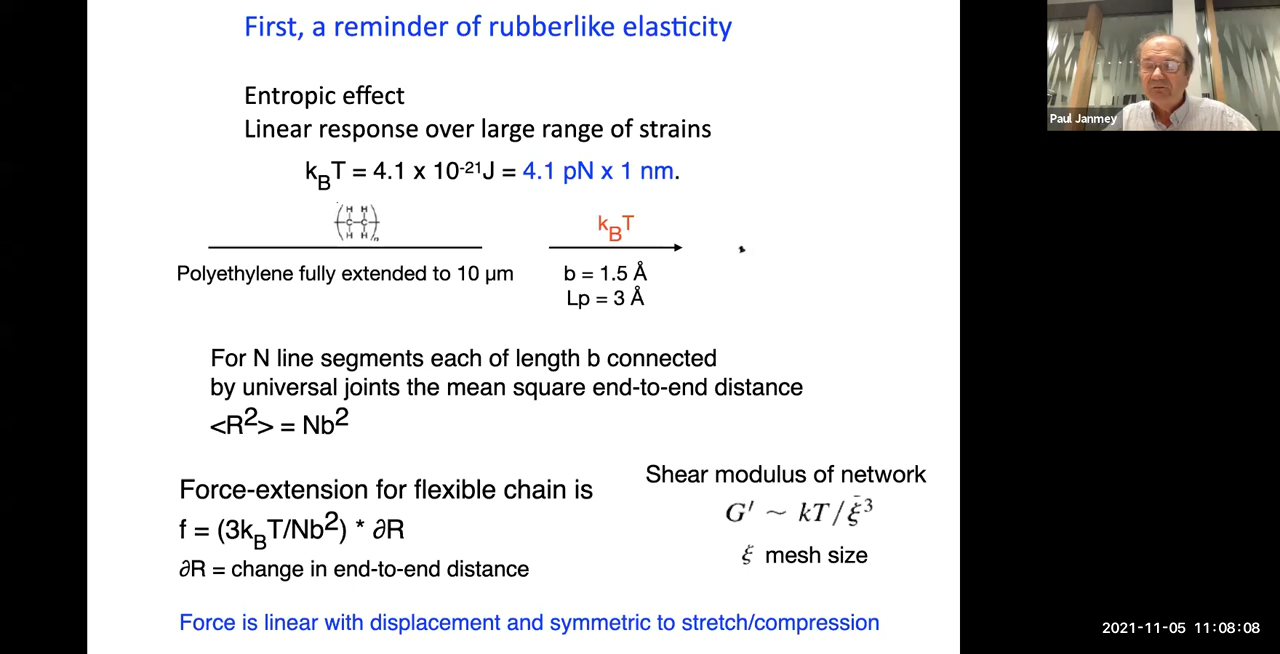 First, a reminder of rubberlike elasticity
Entropic effect
Linear response over large range of strains
k_BT = 4.1 x 10^-21J = 4.1 pN x 1 nm.
H H
C-C
H H n
k_BT
Polyethylene fully extended to 10 μm
b = 1.5 Å
Lp = 3 Å
For N line segments each of length b connected
by universal joints the mean square end-to-end distance
<R²> = Nb²
Force-extension for flexible chain is
f = (3k_BT/Nb²) * ∂R
∂R = change in end-to-end distance
Shear modulus of network
G′ ~ kT/ξ̄³
ξ mesh size
Force is linear with displacement and symmetric to stretch/compression
Paul Janmey
2021-11-05 11:08:08